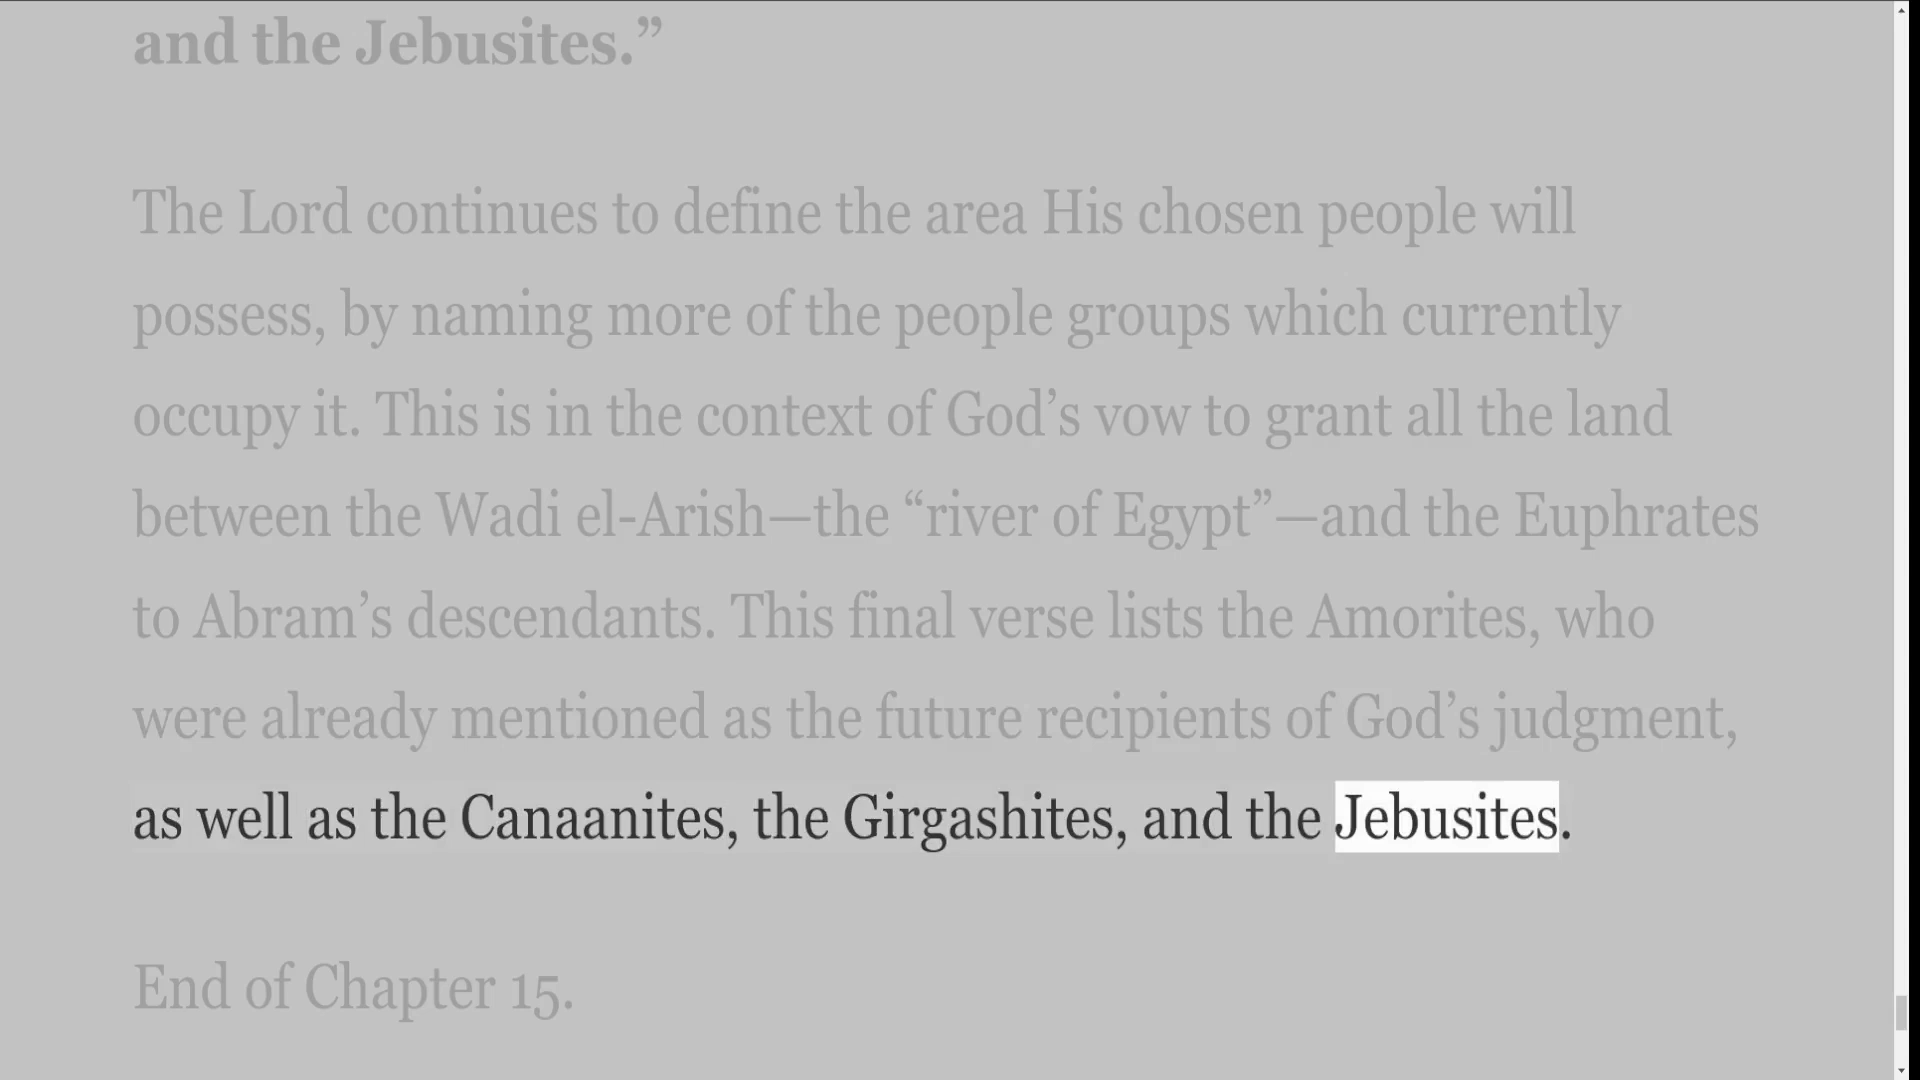 and the Jebusites.”
The Lord continues to define the area His chosen people will
possess, by naming more of the people groups which currently
occupy it. This is in the context of God’s vow to grant all the land
between the Wadi el-Arish—the “river of Egypt”—and the Euphrates
to Abram’s descendants. This final verse lists the Amorites, who
were already mentioned as the future recipients of God’s judgment,
as well as the Canaanites, the Girgashites, and the Jebusites.
End of Chapter 15.